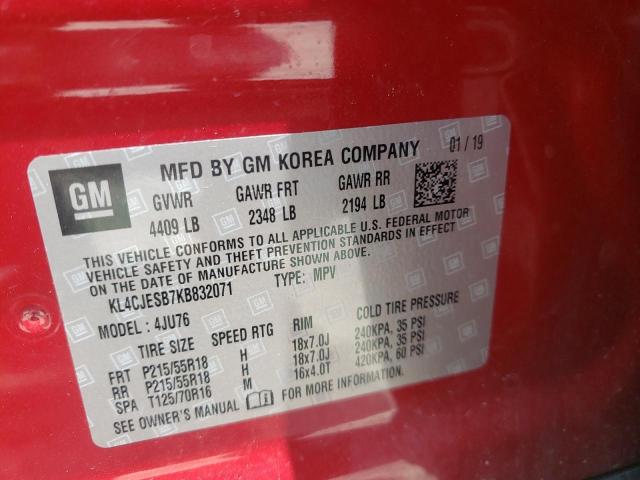 GM
MFD BY GM KOREA COMPANY 01 / 19
GVWR GAWR FRT GAWR RR
4409 LB 2348 LB 2194 LB
THIS VEHICLE CONFORMS TO ALL APPLICABLE U.S. FEDERAL MOTOR
VEHICLE SAFETY AND THEFT PREVENTION STANDARDS IN EFFECT
ON THE DATE OF MANUFACTURE SHOWN ABOVE.
KL4CJESB7KB832071 TYPE: MPV
MODEL : 4JU76
TIRE SIZE SPEED RTG RIM COLD TIRE PRESSURE
FRT P215/55R18 H 18x7.0J 240KPA, 35 PSI
RR P215/55R18 H 18x7.0J 240KPA, 35 PSI
SPA T125/70R16 M 16x4.0T 420KPA, 60 PSI
SEE OWNER'S MANUAL FOR MORE INFORMATION.